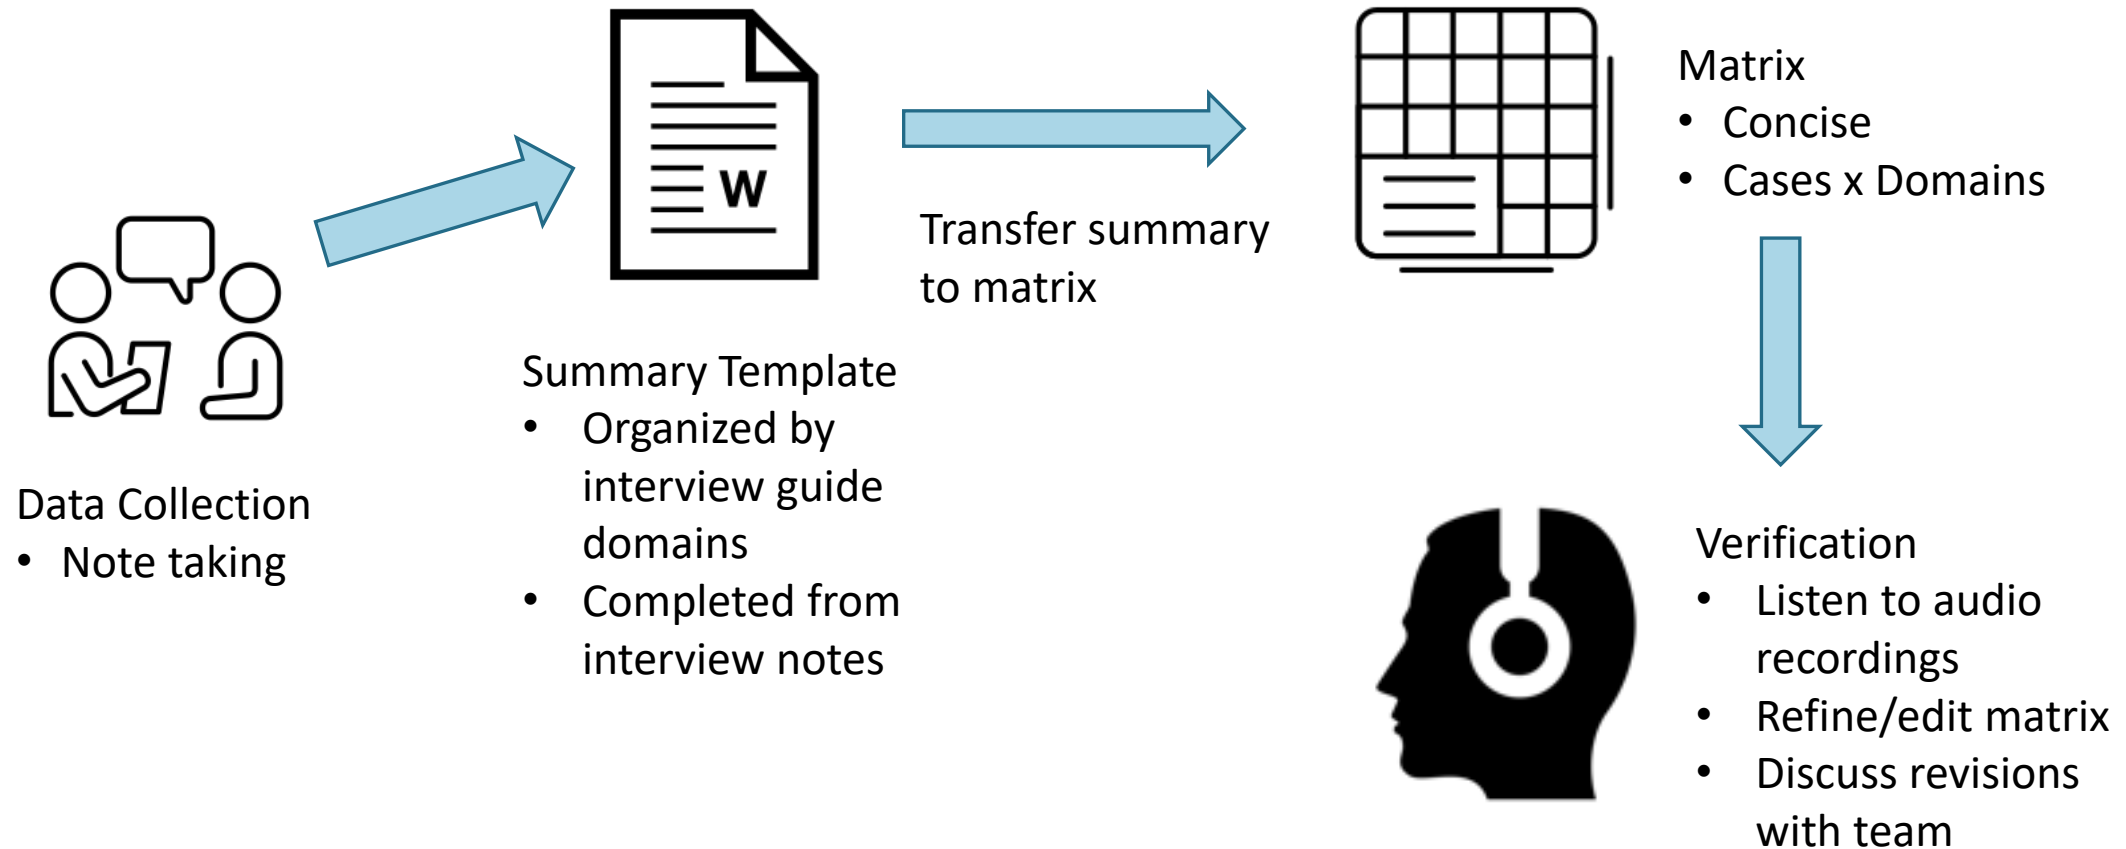 Data Collection
• Note taking
W
Summary Template
• Organized by
interview guide
domains
• Completed from
interview notes
Transfer summary
to matrix
Matrix
• Concise
• Cases x Domains
Verification
• Listen to audio
recordings
• Refine/edit matrix
• Discuss revisions
with team